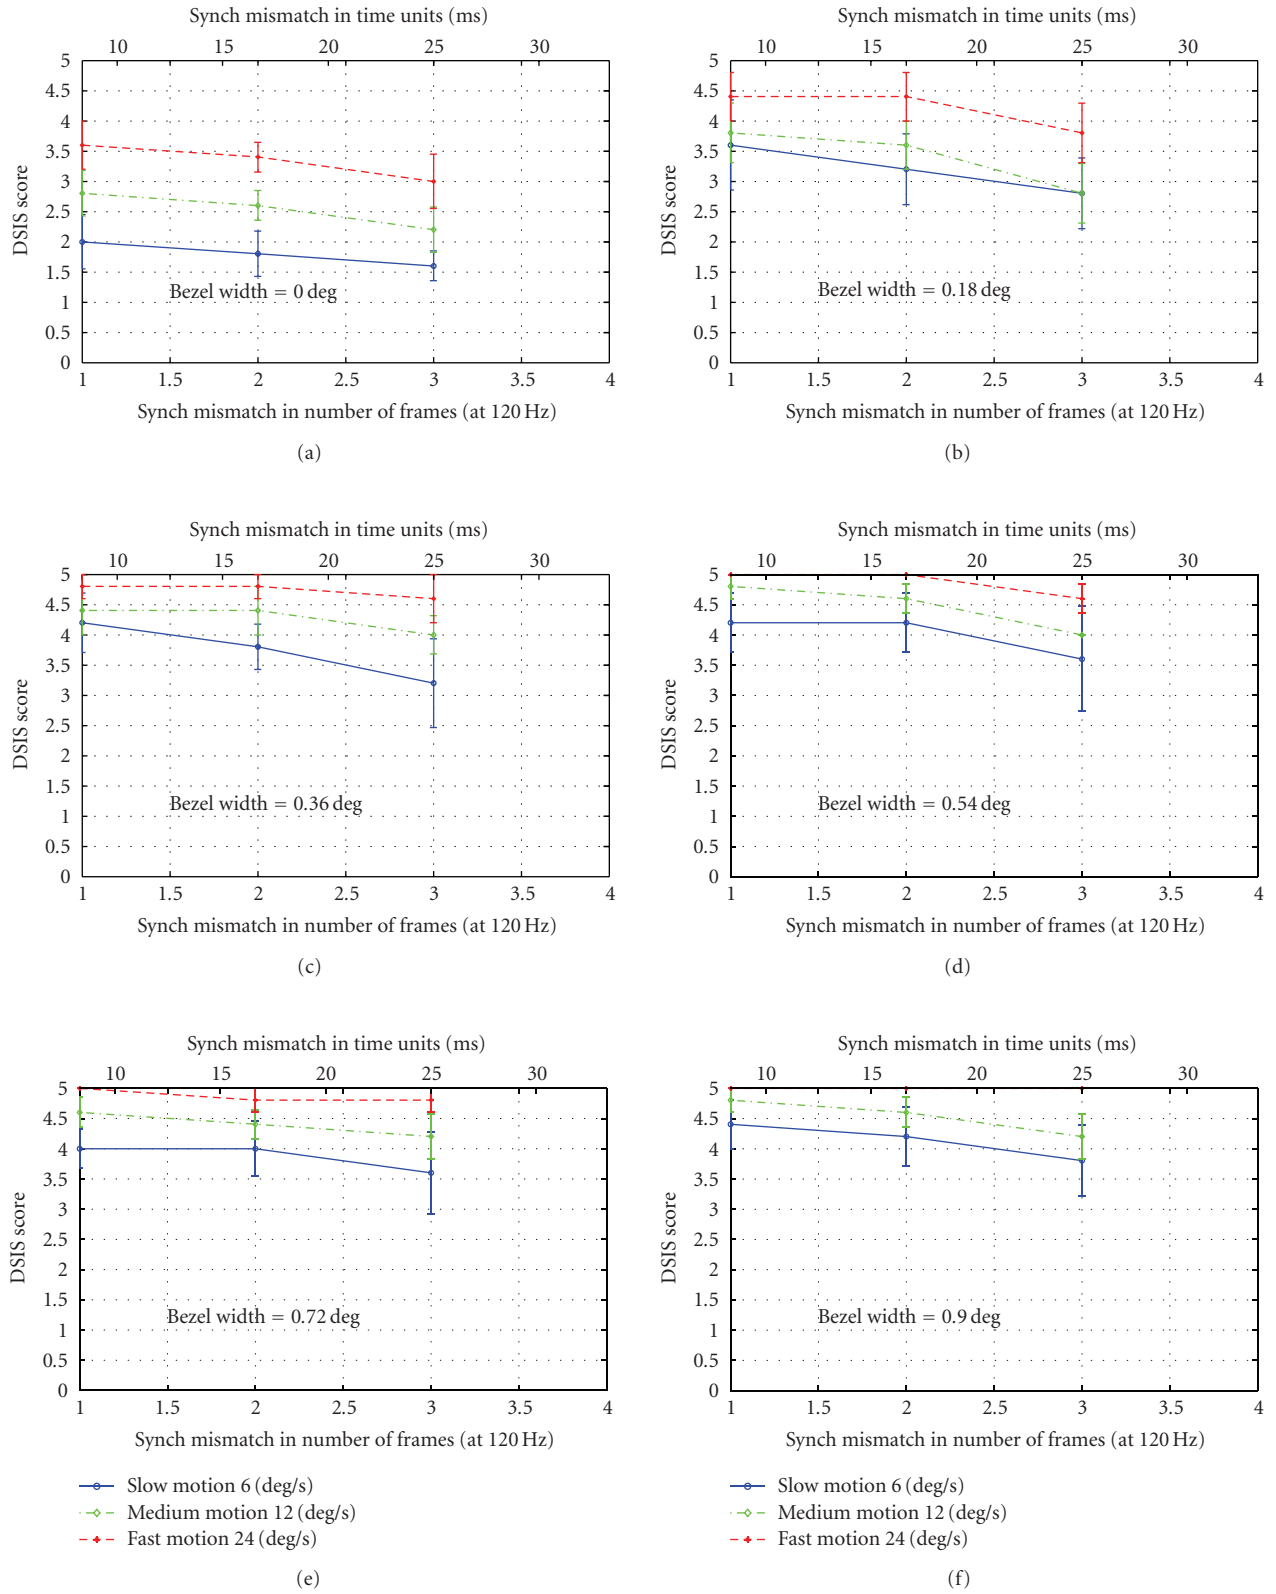 Synch mismatch in time units (ms)
10 15 20 25 30
5
4.5
4
3.5
3
2.5
2
1.5
1
0.5
0
DSIS score
Bezel width = 0 deg
1 1.5 2 2.5 3 3.5 4
Synch mismatch in number of frames (at 120 Hz)
(a)
Synch mismatch in time units (ms)
10 15 20 25 30
5
4.5
4
3.5
3
2.5
2
1.5
1
0.5
0
DSIS score
Bezel width = 0.18 deg
1 1.5 2 2.5 3 3.5 4
Synch mismatch in number of frames (at 120 Hz)
(b)
Synch mismatch in time units (ms)
10 15 20 25 30
5
4.5
4
3.5
3
2.5
2
1.5
1
0.5
0
DSIS score
Bezel width = 0.36 deg
1 1.5 2 2.5 3 3.5 4
Synch mismatch in number of frames (at 120 Hz)
(c)
Synch mismatch in time units (ms)
10 15 20 25 30
5
4.5
4
3.5
3
2.5
2
1.5
1
0.5
0
DSIS score
Bezel width = 0.54 deg
1 1.5 2 2.5 3 3.5 4
Synch mismatch in number of frames (at 120 Hz)
(d)
Synch mismatch in time units (ms)
10 15 20 25 30
5
4.5
4
3.5
3
2.5
2
1.5
1
0.5
0
DSIS score
Bezel width = 0.72 deg
1 1.5 2 2.5 3 3.5 4
Synch mismatch in number of frames (at 120 Hz)
Slow motion 6 (deg/s)
Medium motion 12 (deg/s)
Fast motion 24 (deg/s)
(e)
Synch mismatch in time units (ms)
10 15 20 25 30
5
4.5
4
3.5
3
2.5
2
1.5
1
0.5
0
DSIS score
Bezel width = 0.9 deg
1 1.5 2 2.5 3 3.5 4
Synch mismatch in number of frames (at 120 Hz)
Slow motion 6 (deg/s)
Medium motion 12 (deg/s)
Fast motion 24 (deg/s)
(f)